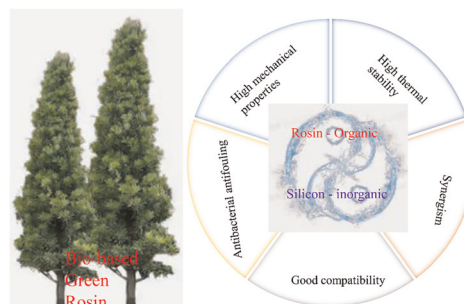 Bio-based
Green
Rosin
High mechanical
properties
High thermal
stability
Antibacterial antifouling
Rosin - Organic
Silicon - inorganic
Synergism
Good compatibility